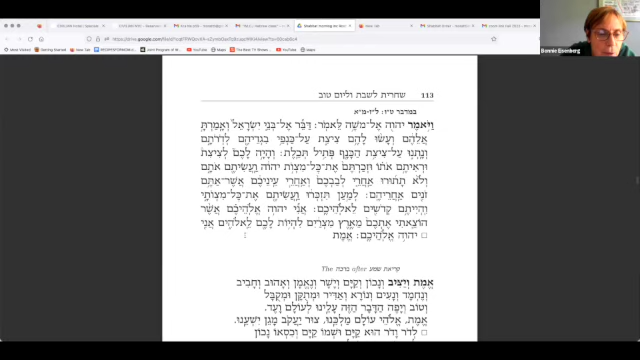 Bonnie Eisenberg
113 שחרית לשבת וליום טוב
במדבר ט״ו: ל״ז-מ״א
וַיֹּאמֶר יהוה אֶל־מֹשֶׁה לֵּאמֹר: דַּבֵּר אֶל־בְּנֵי יִשְׂרָאֵל וְאָמַרְתָּ
אֲלֵהֶם וְעָשׂוּ לָהֶם צִיצִת עַל־כַּנְפֵי בִגְדֵיהֶם לְדֹרֹתָם
וְנָתְנוּ עַל־צִיצִת הַכָּנָף פְּתִיל תְּכֵלֶת: וְהָיָה לָכֶם לְצִיצִת
וּרְאִיתֶם אֹתוֹ וּזְכַרְתֶּם אֶת־כָּל־מִצְוֹת יהוה וַעֲשִׂיתֶם אֹתָם
וְלֹא תָתוּרוּ אַחֲרֵי לְבַבְכֶם וְאַחֲרֵי עֵינֵיכֶם אֲשֶׁר־אַתֶּם
זֹנִים אַחֲרֵיהֶם: לְמַעַן תִּזְכְּרוּ וַעֲשִׂיתֶם אֶת־כָּל־מִצְוֹתָי
וִהְיִיתֶם קְדֹשִׁים לֵאלֹהֵיכֶם: אֲנִי יהוה אֱלֹהֵיכֶם אֲשֶׁר
הוֹצֵאתִי אֶתְכֶם מֵאֶרֶץ מִצְרַיִם לִהְיוֹת לָכֶם לֵאלֹהִים אֲנִי
יהוה אֱלֹהֵיכֶם: אֱמֶת
The ברכה after קריאת שמע
אֱמֶת וְיַצִּיב וְנָכוֹן וְקַיָּם וְיָשָׁר וְנֶאֱמָן וְאָהוּב וְחָבִיב
וְנֶחְמָד וְנָעִים וְנוֹרָא וְאַדִּיר וּמְתֻקָּן וּמְקֻבָּל
וְטוֹב וְיָפֶה הַדָּבָר הַזֶּה עָלֵינוּ לְעוֹלָם וָעֶד.
אֱמֶת, אֱלֹהֵי עוֹלָם מַלְכֵּנוּ, צוּר יַעֲקֹב מָגֵן יִשְׁעֵנוּ.
לְדֹר וָדֹר הוּא קַיָּם וּשְׁמוֹ קַיָּם וְכִסְאוֹ נָכוֹן